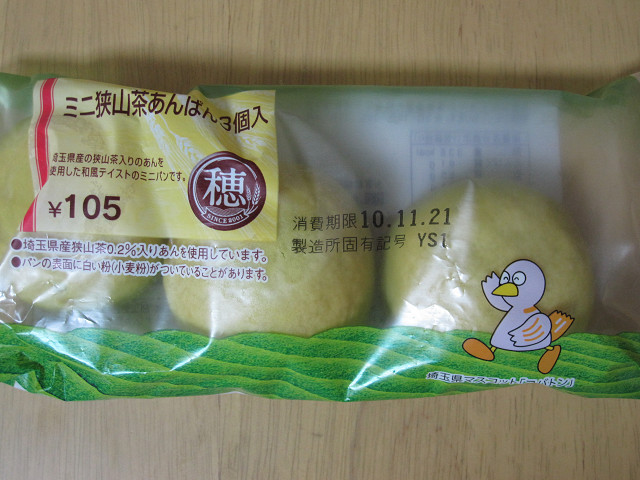 ミニ狭山茶あんぱん3個入
埼玉県産の狭山茶入りのあんを
使用した和風テイストのミニパンです。
¥105
穂
SINCE 2001
●埼玉県産狭山茶0.2%入りあんを使用しています。
●パンの表面に白い粉(小麦粉)がついていることがあります。
消費期限 10.11.21
製造所固有記号 YS1
埼玉県マスコット「コバトン」